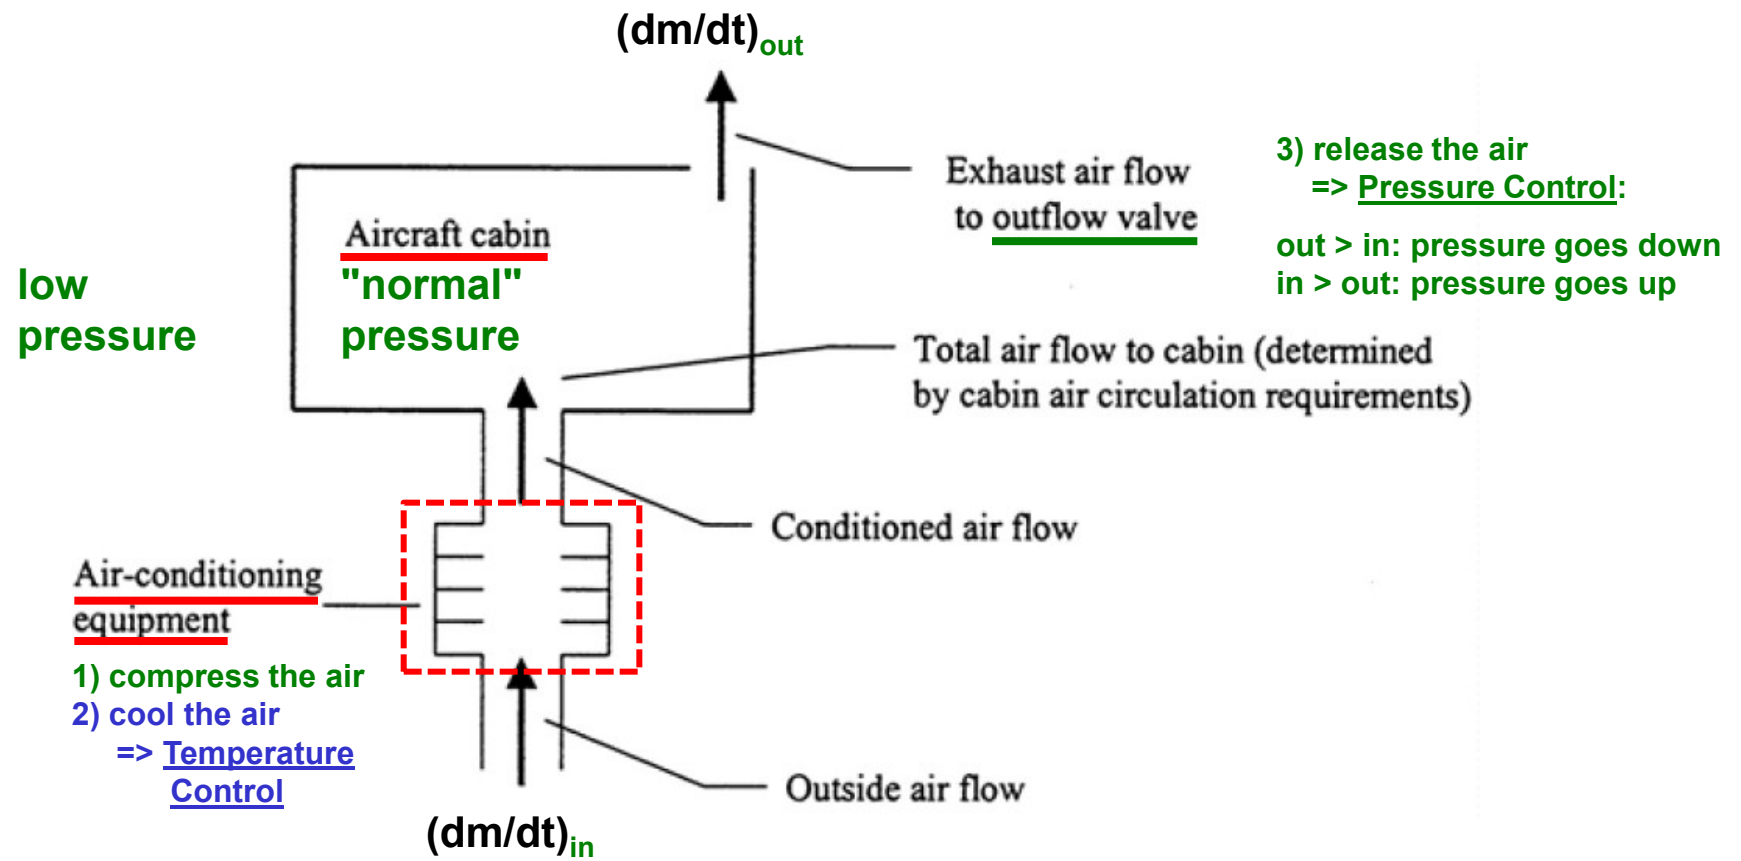 (dm/dt)out
Exhaust air flow
to outflow valve
3) release the air
=> Pressure Control:
out > in: pressure goes down
in > out: pressure goes up
Aircraft cabin
"normal"
pressure
low
pressure
Total air flow to cabin (determined
by cabin air circulation requirements)
Conditioned air flow
Air-conditioning
equipment
1) compress the air
2) cool the air
=> Temperature
Control
Outside air flow
(dm/dt)in